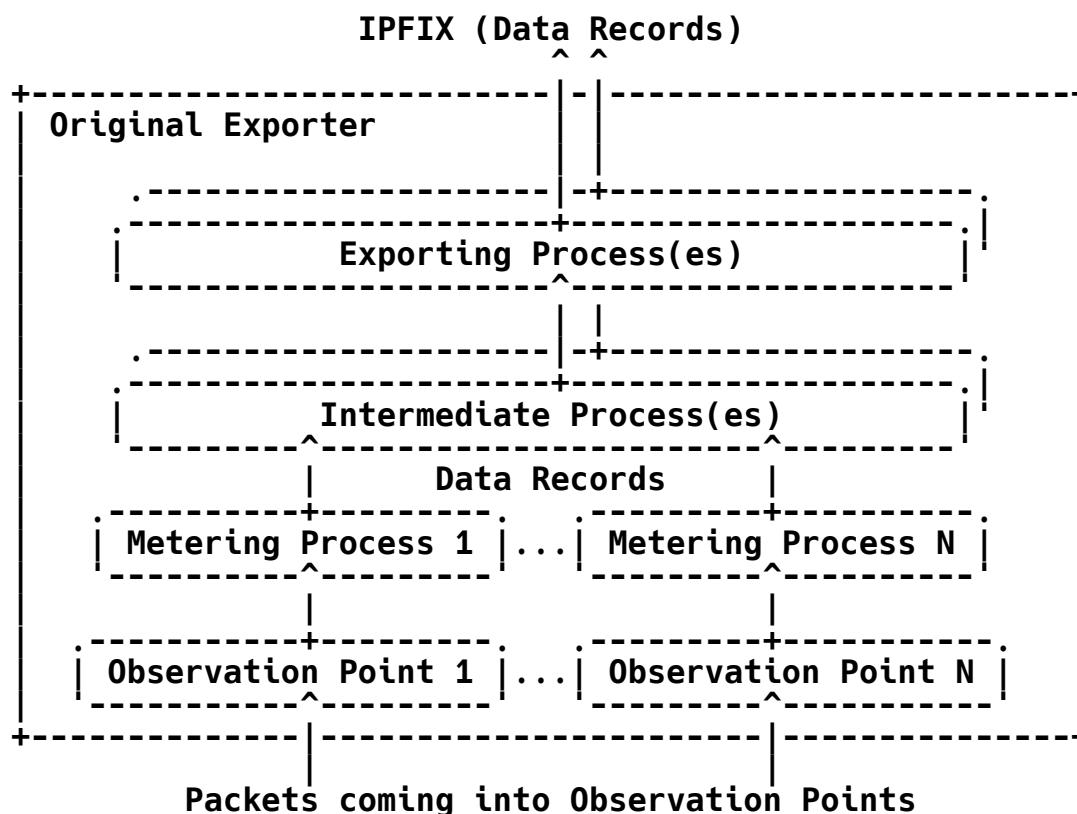 IPFIX (Data Records)
Original Exporter
Exporting Process(es)
Intermediate Process(es)
Data Records
Metering Process 1 |...| Metering Process N
Observation Point 1 |...| Observation Point N
Packets coming into Observation Points